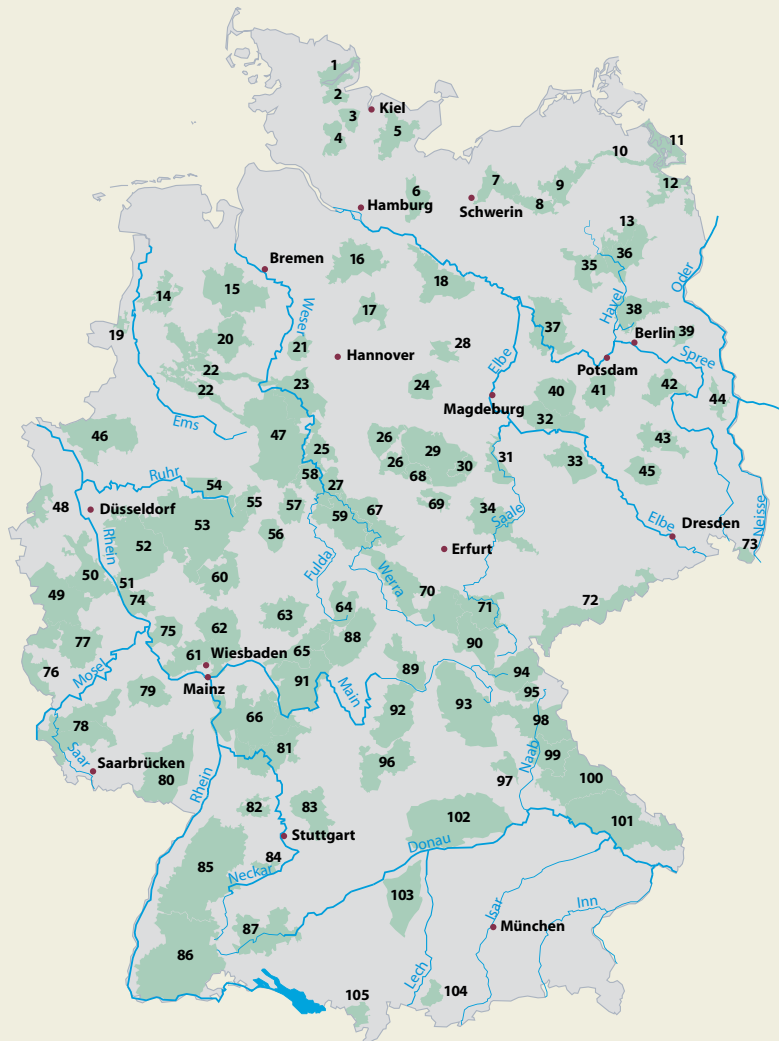 1
2
3
Kiel
4
5
10
11
7
9
12
6
8
Hamburg
Schwerin
13
Bremen
16
36
35
14
15
18
Oder
Weser
17
Havel
38
19
20
37
Berlin
39
21
28
Spree
Hannover
Elbe
22
Potsdam
23
24
42
22
40
41
44
Magdeburg
Ems
32
46
47
26
43
25
29
31
33
26
30
45
Ruhr
58
68
54
27
55
57
69
34
48
Düsseldorf
59
67
Saale
53
56
Elbe
Dresden
Neisse
52
Erfurt
73
Rhein
Fulda
50
60
Werra
51
49
70
74
63
64
71
72
75
62
88
77
90
65
Wiesbaden
61
89
76
Mosel
94
91
Main
79
Mainz
95
93
92
66
98
78
81
Naab
99
Saar
Saarbrücken
96
100
80
Rhein
97
82
83
102
101
Stuttgart
Donau
85
84
Neckar
103
Isar
Inn
87
München
86
Lech
105
104